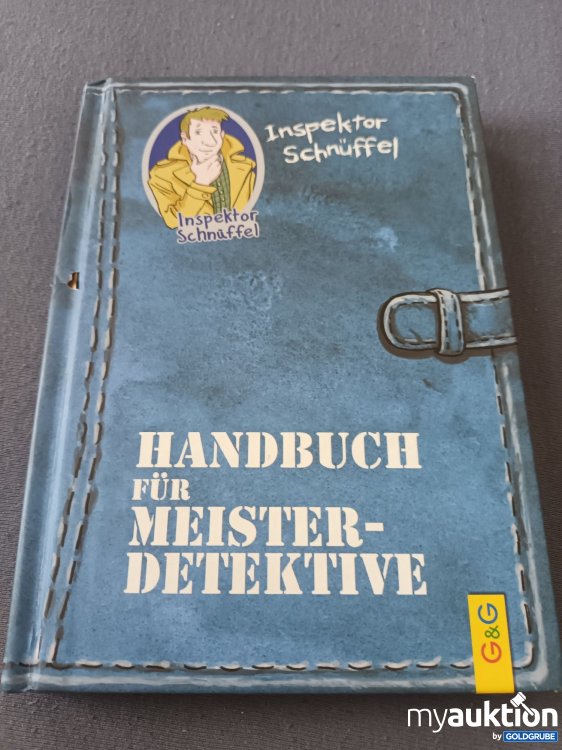 Inspektor
Schnüffel
Inspektor
Schnüffel
HANDBUCH
FÜR
MEISTER-
DETEKTIVE
G&G
myauktion
by GOLDGRUBE